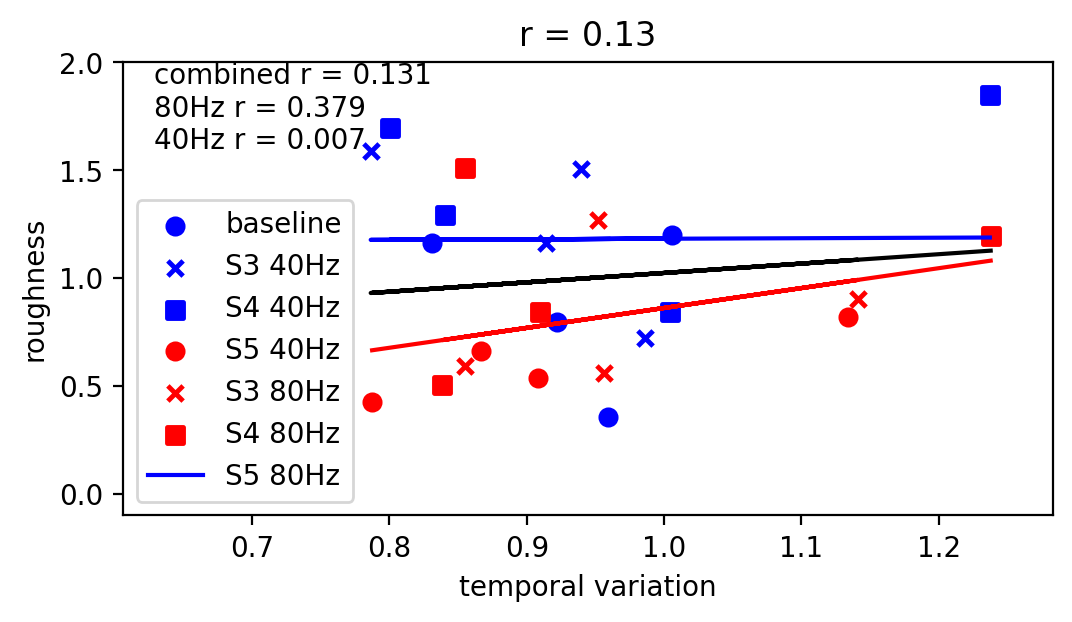 r = 0.13
combined r = 0.131
80Hz r = 0.379
40Hz r = 0.007
baseline
S3 40Hz
S4 40Hz
S5 40Hz
S3 80Hz
S4 80Hz
S5 80Hz
roughness
2.0
1.5
1.0
0.5
0.0
0.7 0.8 0.9 1.0 1.1 1.2
temporal variation